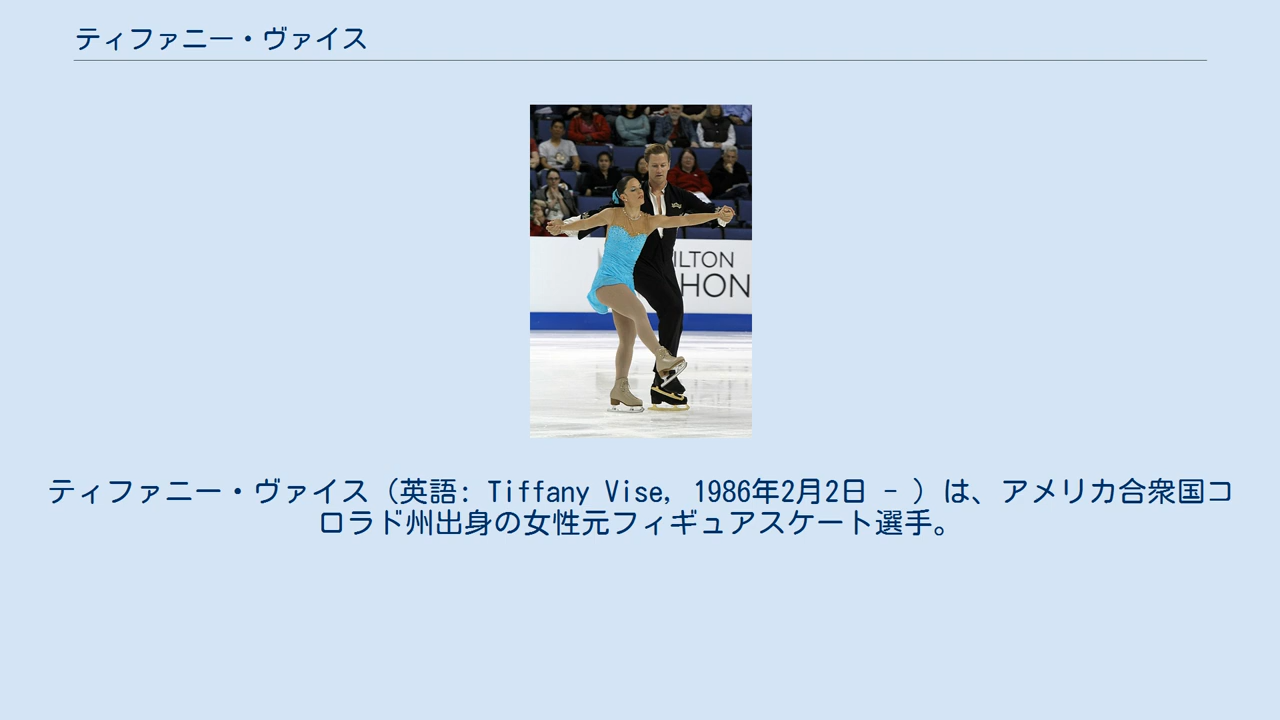 ティファニー・ヴァイス
ILTON
HON
ティファニー・ヴァイス（英語: Tiffany Vise, 1986年2月2日 - ）は、アメリカ合衆国コ
ロラド州出身の女性元フィギュアスケート選手。